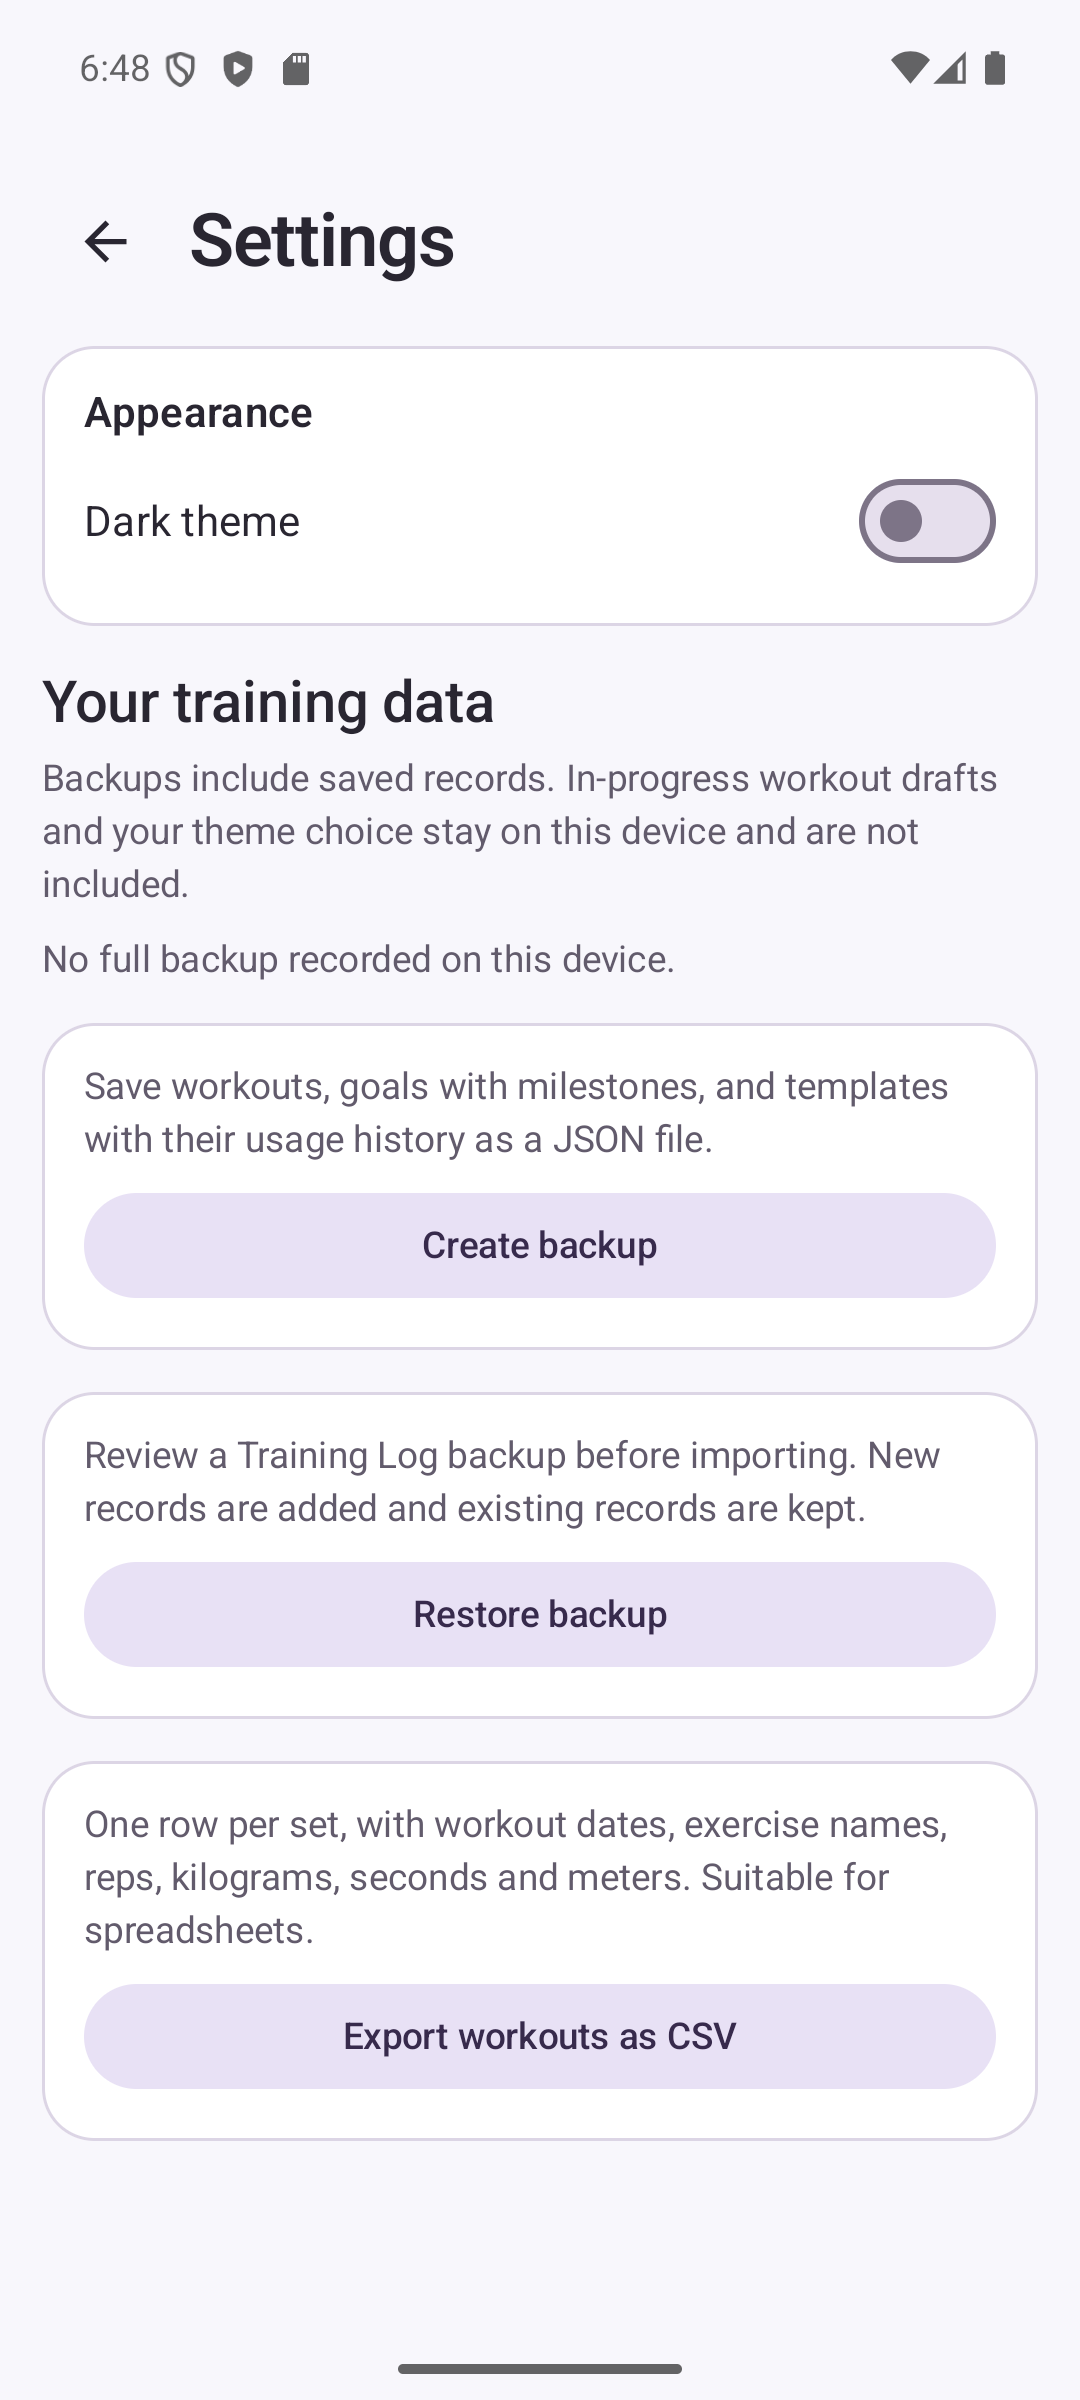 6:48
Settings
Appearance
Dark theme
Your training data
Backups include saved records. In-progress workout drafts
and your theme choice stay on this device and are not
included.
No full backup recorded on this device.
Save workouts, goals with milestones, and templates
with their usage history as a JSON file.
Create backup
Review a Training Log backup before importing. New
records are added and existing records are kept.
Restore backup
One row per set, with workout dates, exercise names,
reps, kilograms, seconds and meters. Suitable for
spreadsheets.
Export workouts as CSV